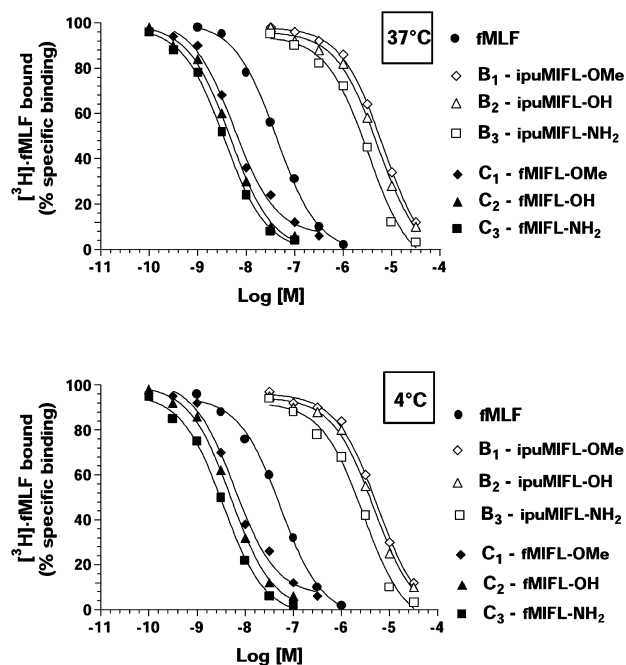 37°C
[³H]-fMLF bound
(% specific binding)
100
80
60
40
20
0
-11 -10 -9 -8 -7 -6 -5 -4
Log [M]
fMLF
B₁ - ipuMIFL-OMe
B₂ - ipuMIFL-OH
B₃ - ipuMIFL-NH₂
C₁ - fMIFL-OMe
C₂ - fMIFL-OH
C₃ - fMIFL-NH₂
4°C
[³H]-fMLF bound
(% specific binding)
100
80
60
40
20
0
-11 -10 -9 -8 -7 -6 -5 -4
Log [M]
fMLF
B₁ - ipuMIFL-OMe
B₂ - ipuMIFL-OH
B₃ - ipuMIFL-NH₂
C₁ - fMIFL-OMe
C₂ - fMIFL-OH
C₃ - fMIFL-NH₂